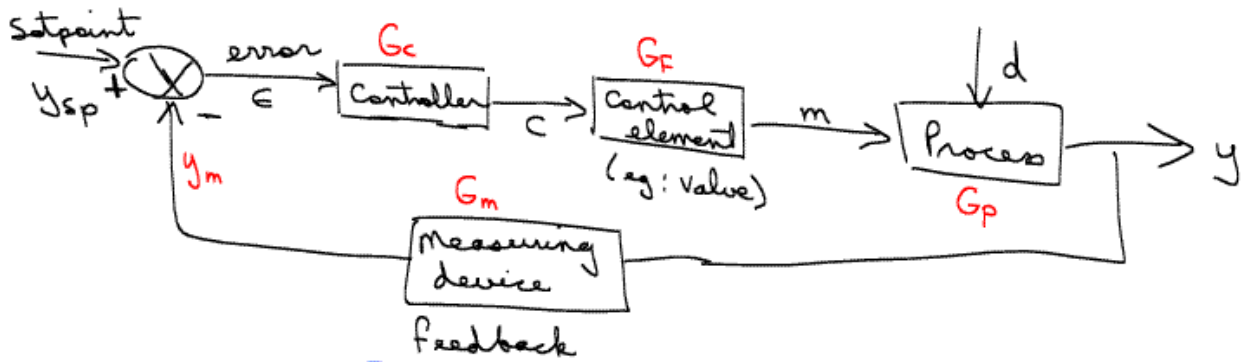 Setpoint
ysp
+
-
error
ϵ
Gc
Controller
C
GF
Control
element
(eg: valve)
m
d
Process
Gp
y
ym
Gm
Measuring
device
feedback